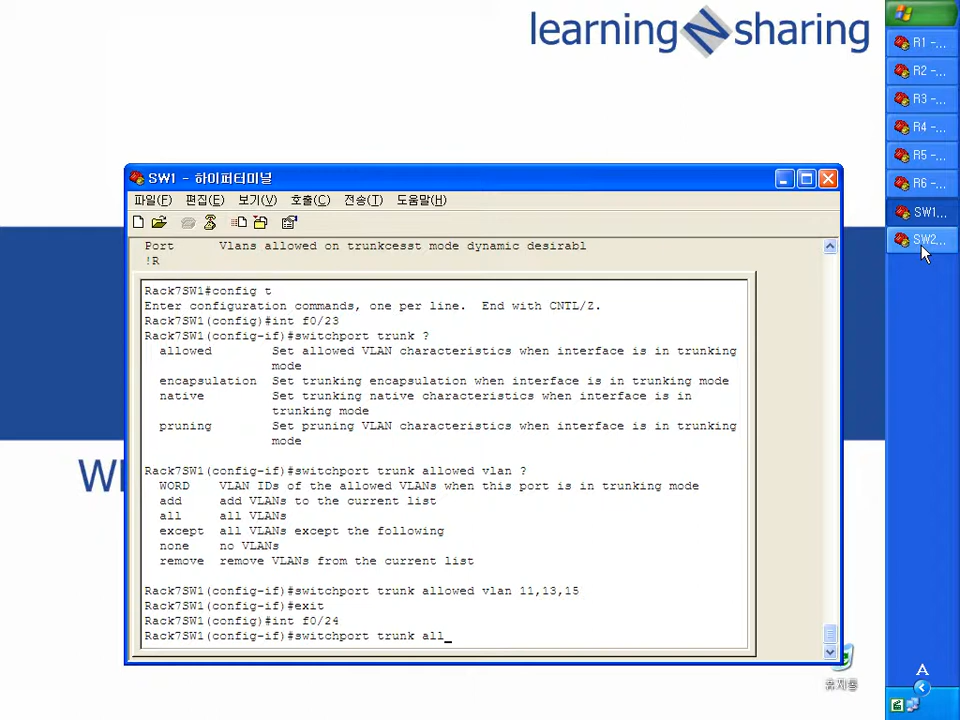 learning sharing
R1 -...
R2 -...
R3 -...
R4 -...
R5 -...
R6 -...
SW1...
SW2...
SW1 - 하이퍼터미널
파일(F) 편집(E) 보기(V) 호출(C) 전송(T) 도움말(H)
Port Vlans allowed on trunkcesst mode dynamic desirabl
!R
Rack7SW1#config t
Enter configuration commands, one per line. End with CNTL/Z.
Rack7SW1(config)#int f0/23
Rack7SW1(config-if)#switchport trunk ?
allowed Set allowed VLAN characteristics when interface is in trunking
mode
encapsulation Set trunking encapsulation when interface is in trunking mode
native Set trunking native characteristics when interface is in
trunking mode
pruning Set pruning VLAN characteristics when interface is in trunking
mode
Rack7SW1(config-if)#switchport trunk allowed vlan ?
WORD VLAN IDs of the allowed VLANs when this port is in trunking mode
add add VLANs to the current list
all all VLANs
except all VLANs except the following
none no VLANs
remove remove VLANs from the current list
Rack7SW1(config-if)#switchport trunk allowed vlan 11,13,15
Rack7SW1(config-if)#exit
Rack7SW1(config)#int f0/24
Rack7SW1(config-if)#switchport trunk all_
휴지통
A